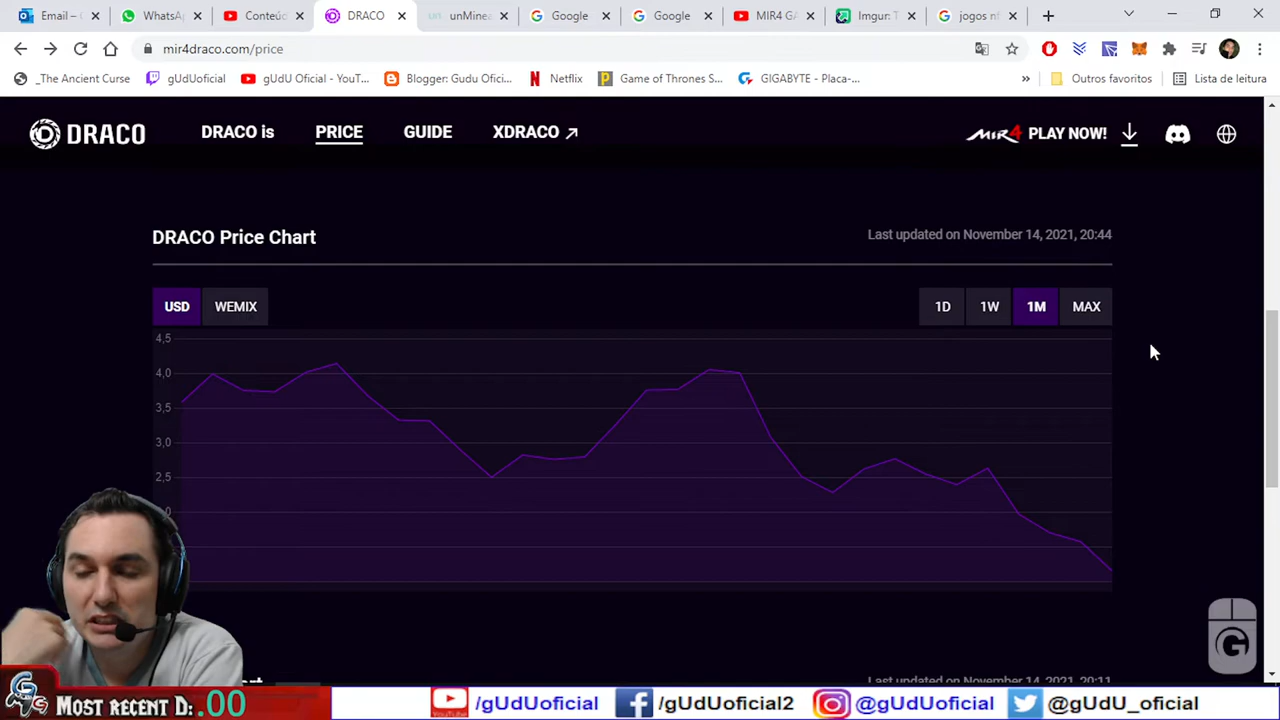 Email –
WhatsAp
Conteúd
DRACO
unMinea
Google
Google
MIR4 GA
Imgur: T
jogos nf
mir4draco.com/price
_The Ancient Curse
gUdUoficial
gUdU Oficial - YouT...
Blogger: Gudu Ofici...
Netflix
Game of Thrones S...
GIGABYTE - Placa-...
»
Outros favoritos
Lista de leitura
DRACO
DRACO is
PRICE
GUIDE
XDRACO
MIR4 PLAY NOW!
DRACO Price Chart
Last updated on November 14, 2021, 20:44
USD
WEMIX
1D
1W
1M
MAX
4,5
4,0
3,5
3,0
2,5
Last updated on November 14, 2021, 20:11
MOST RECENT D: .00
/gUdUoficial
/gUdUoficial2
@gUdUoficial
@gUdU_oficial